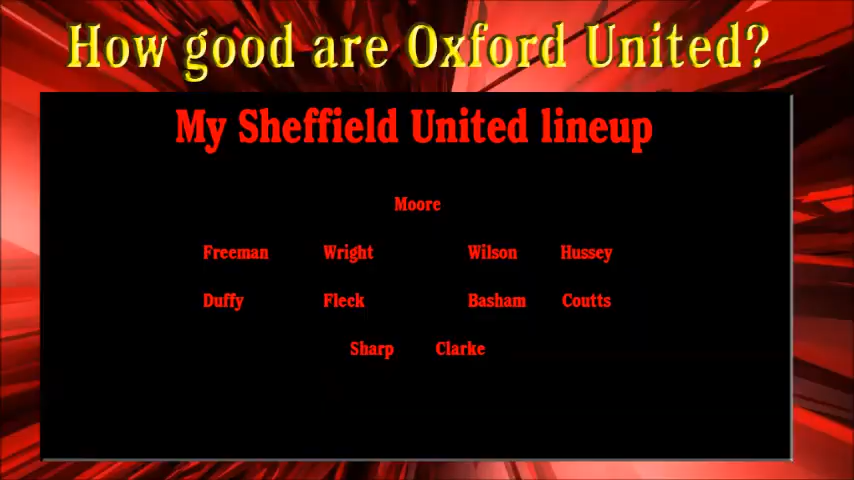 How good are Oxford United?
My Sheffield United lineup
Moore
Freeman Wright Wilson Hussey
Duffy Fleck Basham Coutts
Sharp Clarke